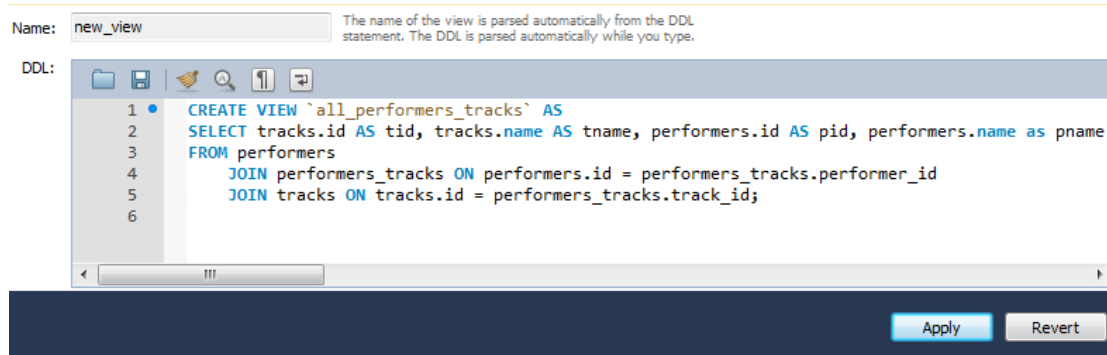 Name: new_view
The name of the view is parsed automatically from the DDL
statement. The DDL is parsed automatically while you type.
DDL:
1 CREATE VIEW `all_performers_tracks` AS
2 SELECT tracks.id AS tid, tracks.name AS tname, performers.id AS pid, performers.name as pname
3 FROM performers
4 JOIN performers_tracks ON performers.id = performers_tracks.performer_id
5 JOIN tracks ON tracks.id = performers_tracks.track_id;
6
Apply Revert